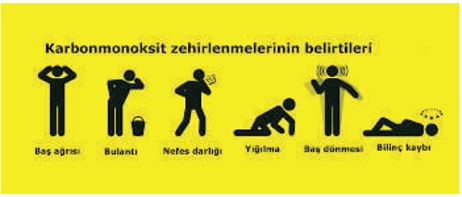 Karbonmonoksit zehirlenmelerinin belirtileri
Baş ağrısı
Bulantı
Nefes darlığı
Yığılma
Baş dönmesi
Bilinç kaybı